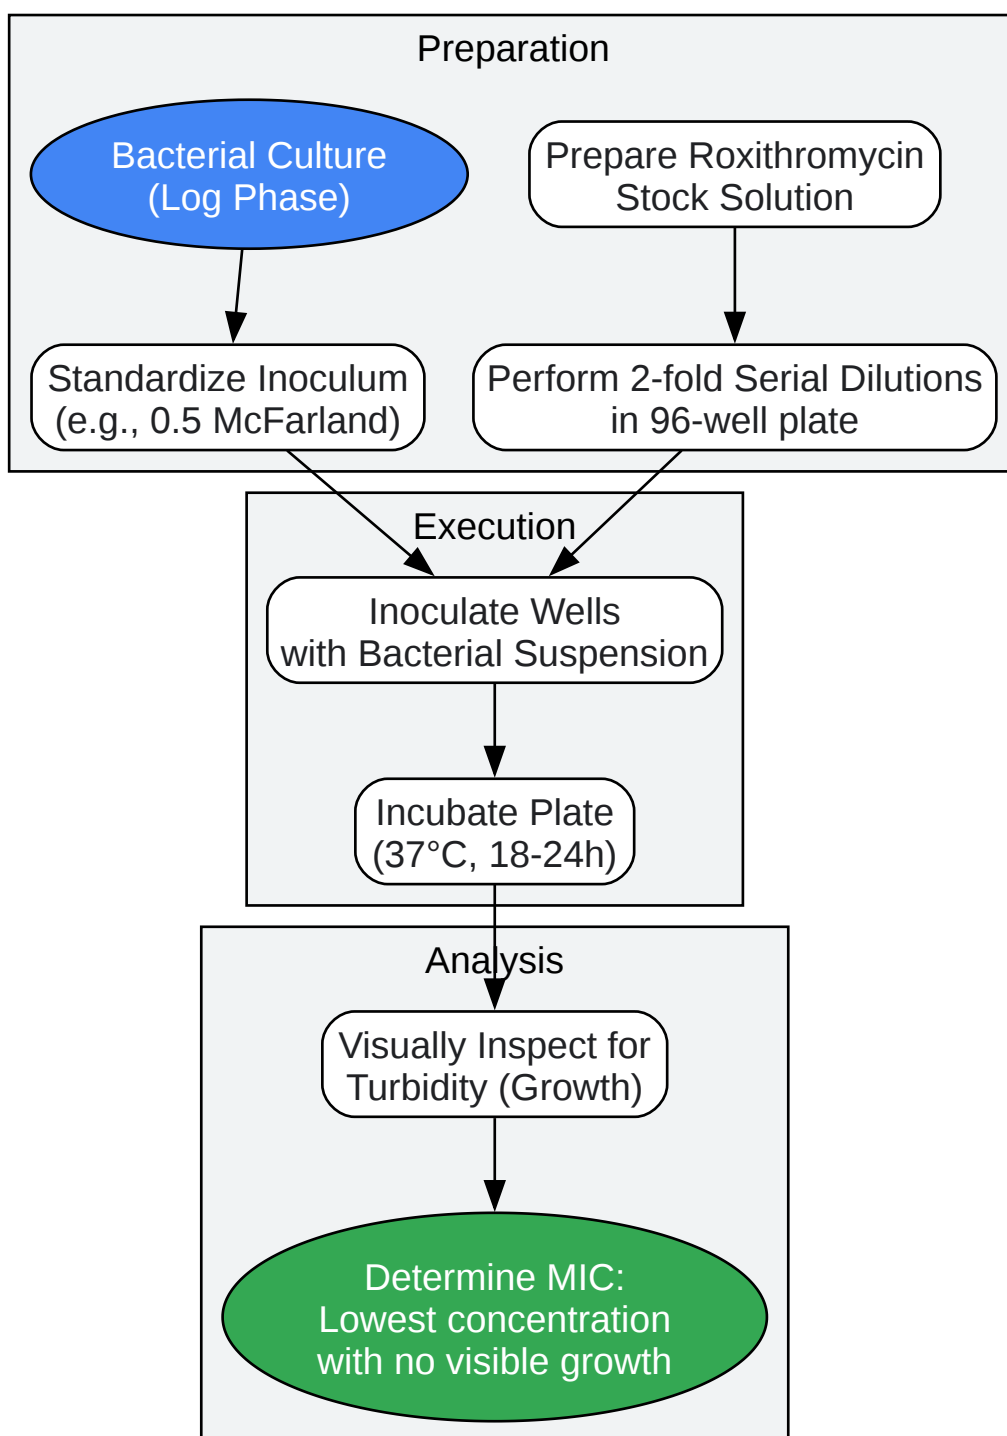 Preparation
Bacterial Culture
(Log Phase)
Prepare Roxithromycin
Stock Solution
Standardize Inoculum
(e.g., 0.5 McFarland)
Perform 2-fold Serial Dilutions
in 96-well plate
Execution
Inoculate Wells
with Bacterial Suspension
Incubate Plate
(37°C, 18-24h)
Analysis
Visually Inspect for
Turbidity (Growth)
Determine MIC:
Lowest concentration
with no visible growth